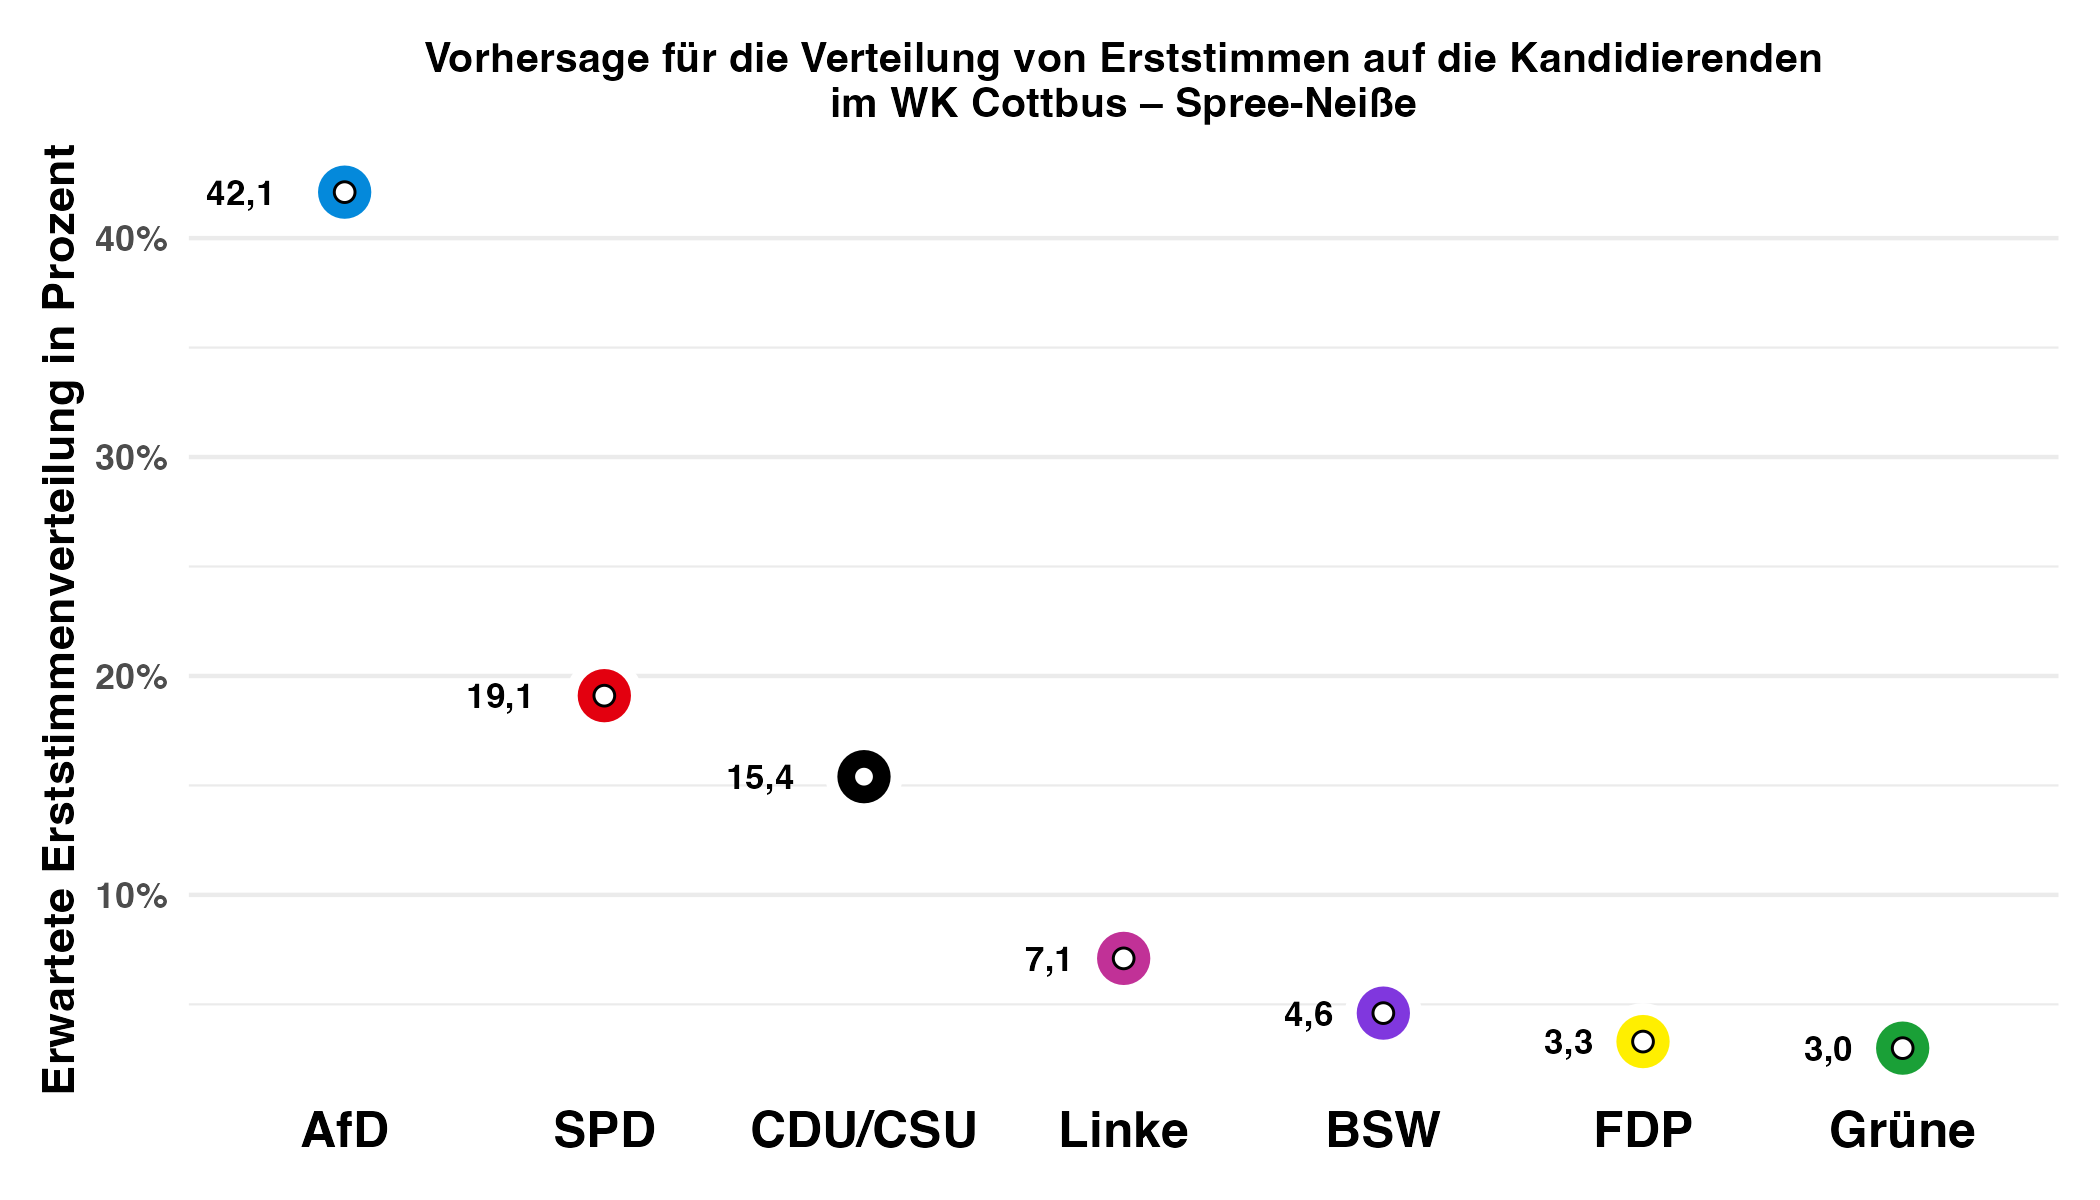 Vorhersage für die Verteilung von Erststimmen auf die Kandidierenden
im WK Cottbus – Spree-Neiße
Erwartete Erststimmenverteilung in Prozent
40%
30%
20%
10%
42,1
19,1
15,4
7,1
4,6
3,3
3,0
AfD
SPD
CDU/CSU
Linke
BSW
FDP
Grüne